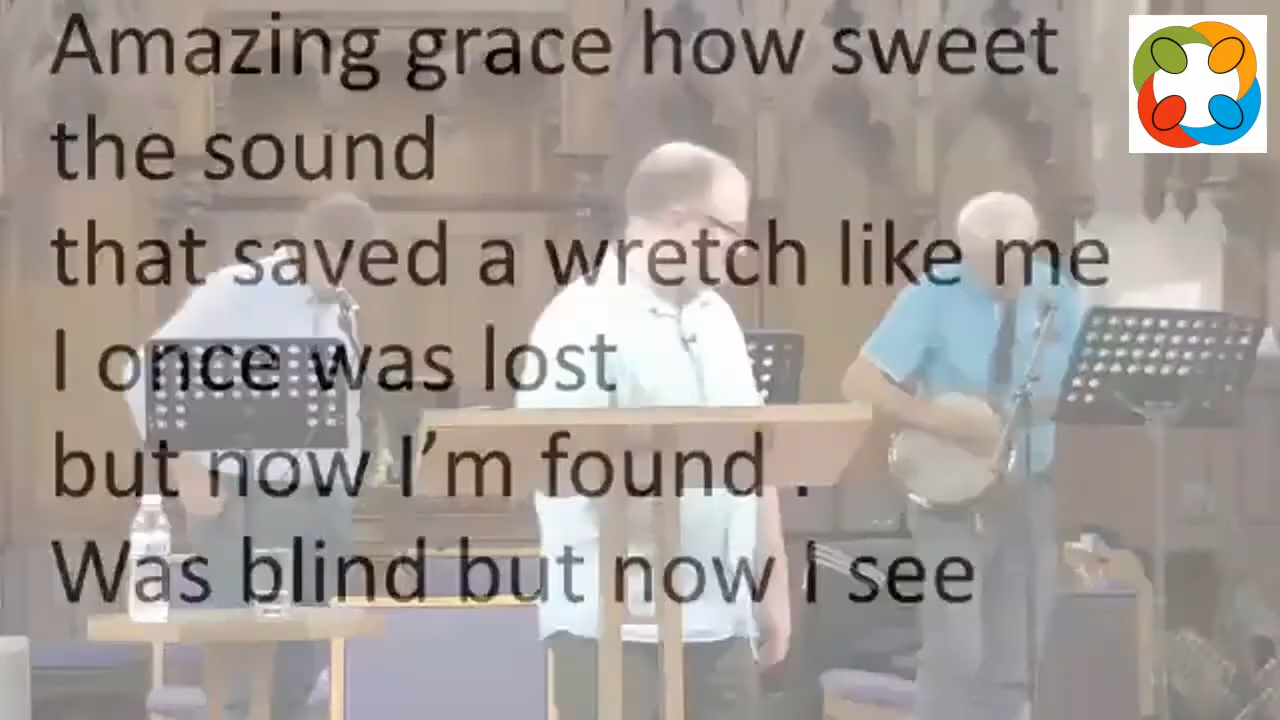 Amazing grace how sweet
the sound
that saved a wretch like me
I once was lost
but now I’m found .
Was blind but now I see